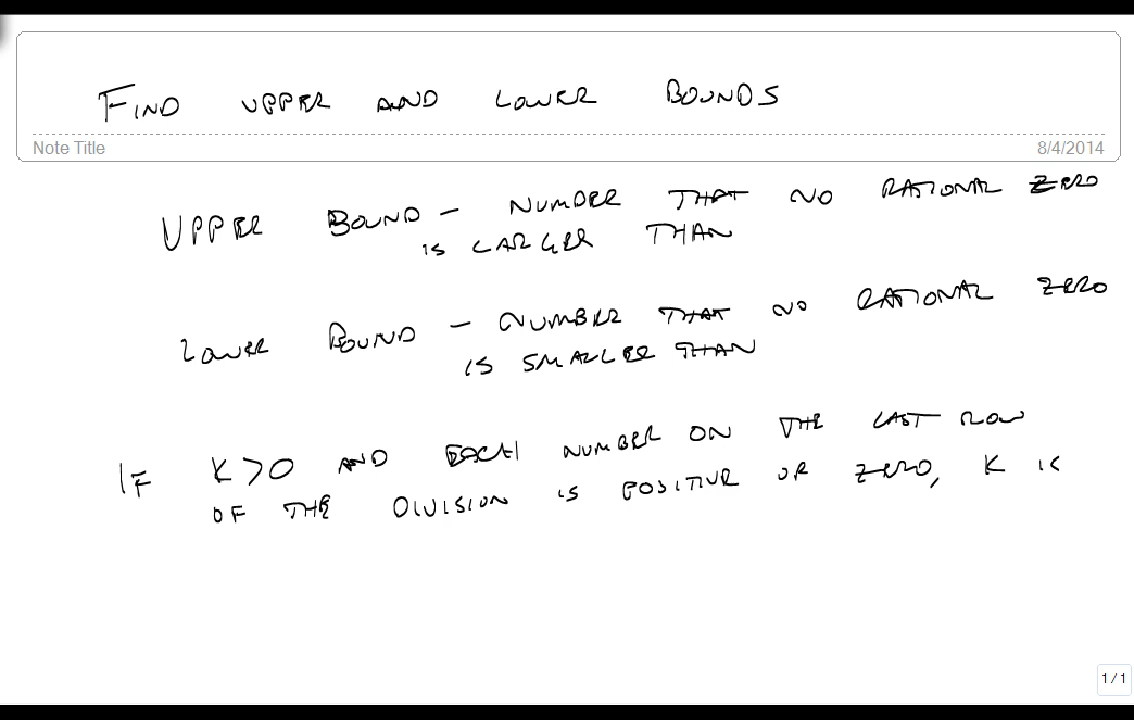 FIND UPPER AND LOWER BOUNDS
Note Title 8/4/2014
UPPER BOUND - NUMBER THAT NO RATIONAL ZERO
IS LARGER THAN
LOWER BOUND - NUMBER THAT NO RATIONAL ZERO
IS SMALLER THAN
IF K>0 AND EACH NUMBER ON THE LAST ROW
OF THE DIVISION IS POSITIVE OR ZERO, K IS
1/1